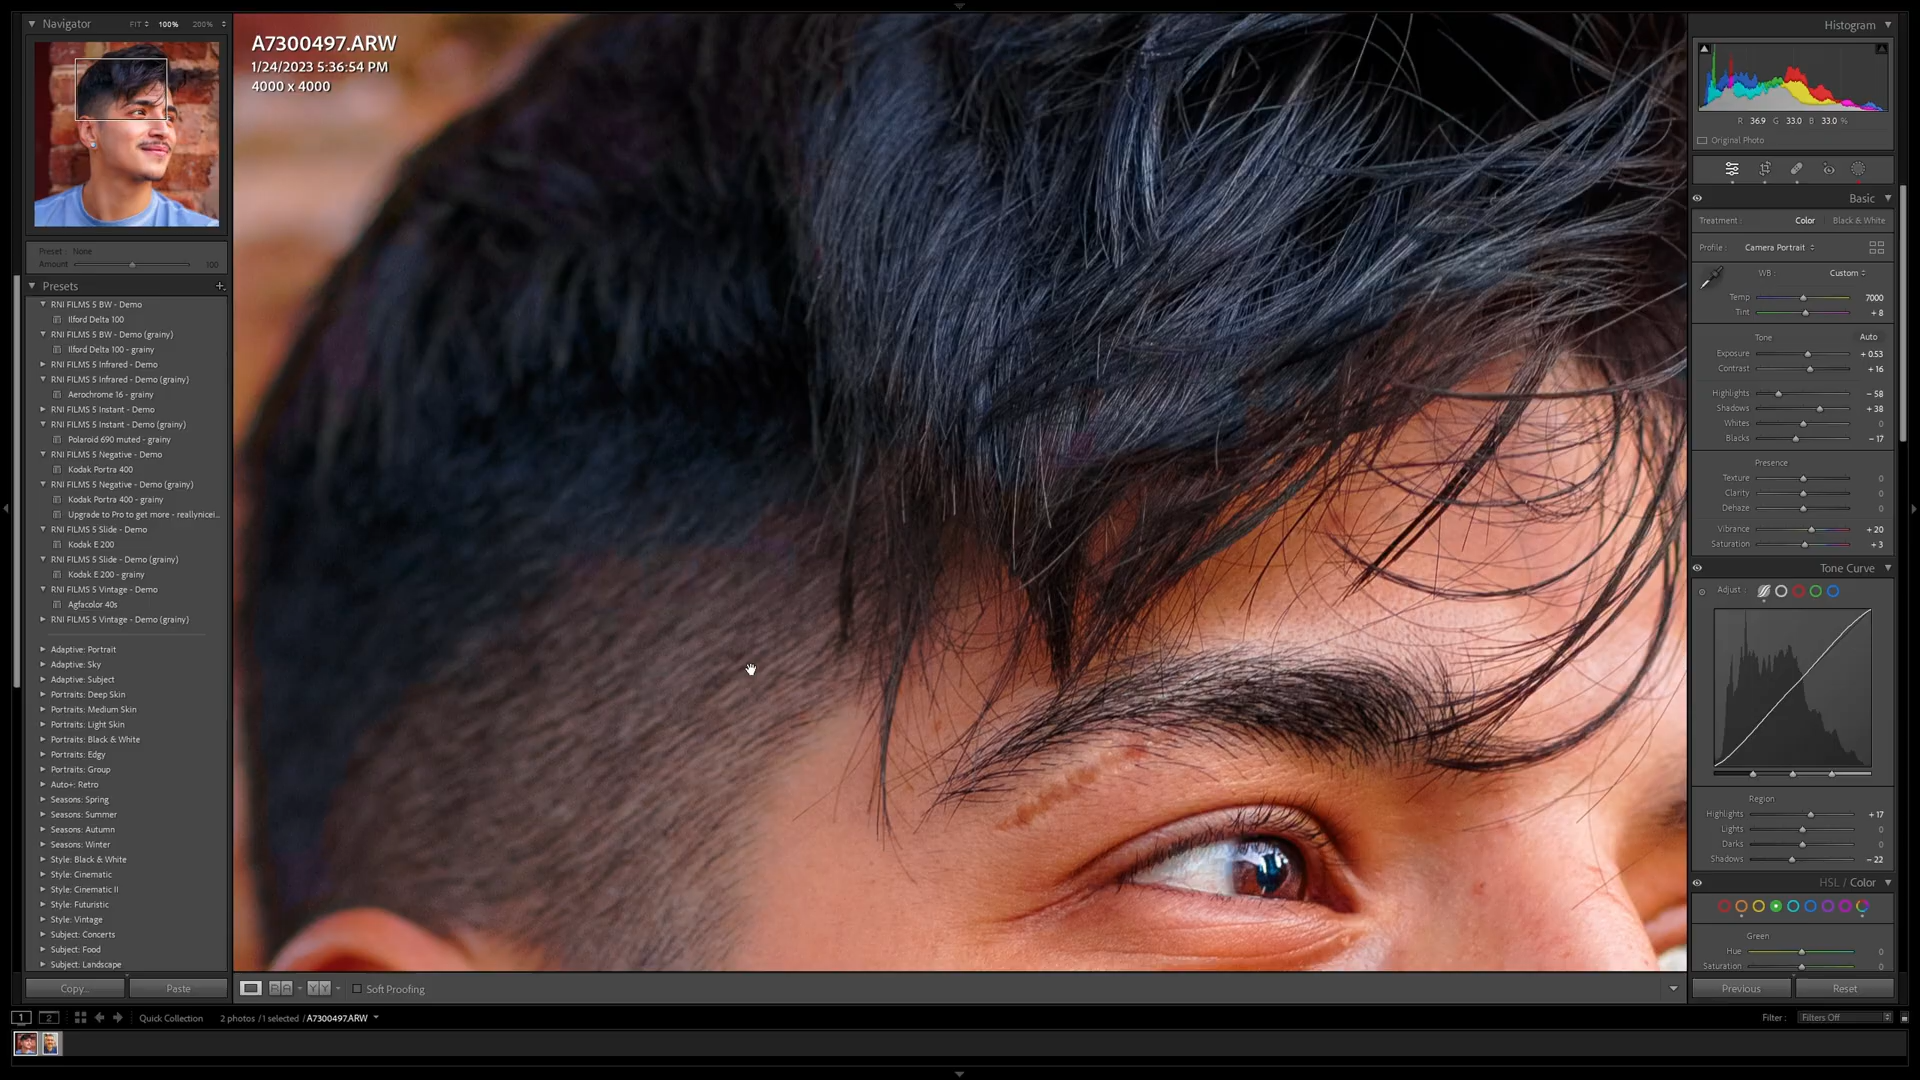 Navigator
FIT 100% 200%
Preset : None
Amount 100
Presets +
RNI FILMS 5 BW - Demo
Ilford Delta 100
RNI FILMS 5 BW - Demo (grainy)
Ilford Delta 100 - grainy
RNI FILMS 5 Infrared - Demo
RNI FILMS 5 Infrared - Demo (grainy)
Aerochrome 16 - grainy
RNI FILMS 5 Instant - Demo
RNI FILMS 5 Instant - Demo (grainy)
Polaroid 690 muted - grainy
RNI FILMS 5 Negative - Demo
Kodak Portra 400
RNI FILMS 5 Negative - Demo (grainy)
Kodak Portra 400 - grainy
Upgrade to Pro to get more - reallynicei...
RNI FILMS 5 Slide - Demo
Kodak E 200
RNI FILMS 5 Slide - Demo (grainy)
Kodak E 200 - grainy
RNI FILMS 5 Vintage - Demo
Agfacolor 40s
RNI FILMS 5 Vintage - Demo (grainy)
Adaptive: Portrait
Adaptive: Sky
Adaptive: Subject
Portraits: Deep Skin
Portraits: Medium Skin
Portraits: Light Skin
Portraits: Black & White
Portraits: Edgy
Portraits: Group
Auto+: Retro
Seasons: Spring
Seasons: Summer
Seasons: Autumn
Seasons: Winter
Style: Black & White
Style: Cinematic
Style: Cinematic II
Style: Futuristic
Style: Vintage
Subject: Concerts
Subject: Food
Subject: Landscape
Copy... Paste
A7300497.ARW
1/24/2023 5:36:54 PM
4000 x 4000
Soft Proofing
Histogram
R 36.9 G 33.0 B 33.0 %
Original Photo
Basic
Treatment : Color Black & White
Profile : Camera Portrait
WB : Custom
Temp 7000
Tint + 8
Tone Auto
Exposure + 0.53
Contrast + 16
Highlights - 58
Shadows + 38
Whites 0
Blacks - 17
Presence
Texture 0
Clarity 0
Dehaze 0
Vibrance + 20
Saturation + 3
Tone Curve
Adjust :
Region
Highlights + 17
Lights 0
Darks 0
Shadows - 22
HSL / Color
Green
Hue 0
Saturation 0
Previous Reset
1 2 Quick Collection 2 photos / 1 selected / A7300497.ARW
Filter : Filters Off